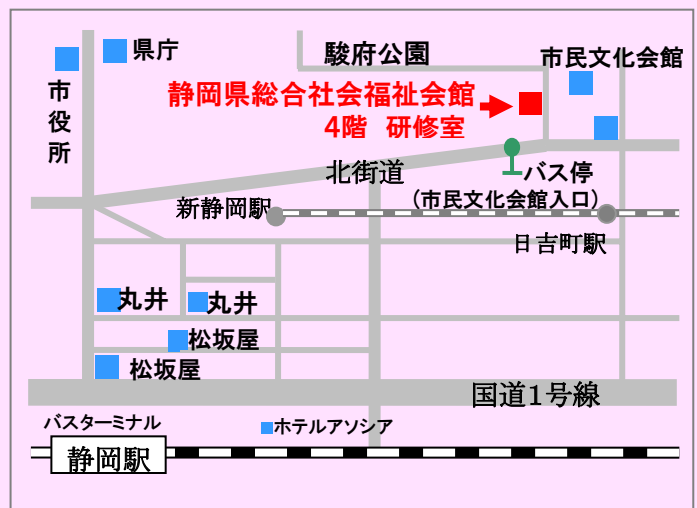 県庁
駿府公園
市民文化会館
市役所
静岡県総合社会福祉会館
4階 研修室
北街道
バス停
(市民文化会館入口)
新静岡駅
日吉町駅
丸井
丸井
松坂屋
松坂屋
国道1号線
バスターミナル
ホテルアソシア
静岡駅